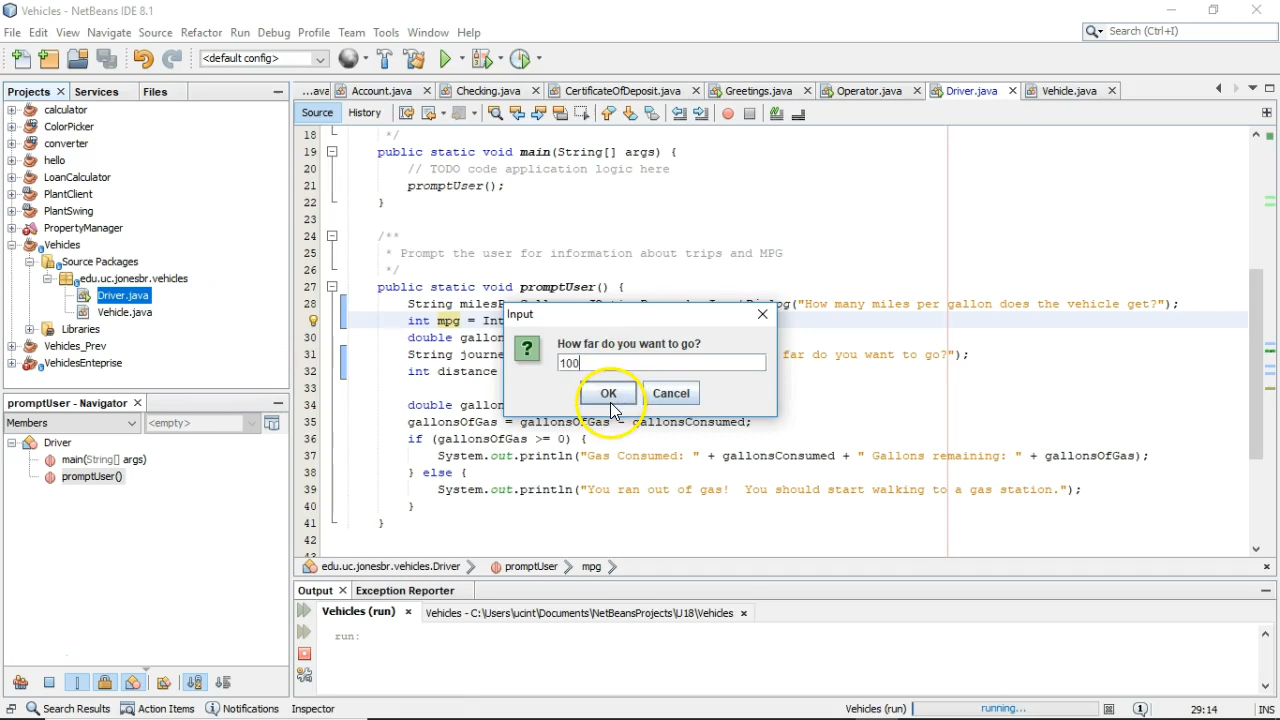 Vehicles - NetBeans IDE 8.1
File Edit View Navigate Source Refactor Run Debug Profile Team Tools Window Help
Search (Ctrl+I)
<default config>
Projects Services Files
...ava Account.java Checking.java CertificateOfDeposit.java Greetings.java Operator.java Driver.java Vehicle.java
Source History
calculator
ColorPicker
converter
hello
LoanCalculator
PlantClient
PlantSwing
PropertyManager
Vehicles
Source Packages
edu.uc.jonesbr.vehicles
Driver.java
Vehicle.java
Libraries
Vehicles_Prev
VehiclesEnterprise
promptUser - Navigator
Members <empty>
Driver
main(String[] args)
promptUser()
18 */
19 public static void main(String[] args) {
20 // TODO code application logic here
21 promptUser();
22 }
23
24 /**
25 * Prompt the user for information about trips and MPG
26 */
27 public static void promptUser() {
28 String "How many miles per gallon does the vehicle get?");
29 int mpg = Int
30 double gallon
31 String journe far do you want to go?");
32 int distance
33
34 double gallon
35 gallonsOfGas = gallonsOfGas - gallonsConsumed;
36 if (gallonsOfGas >= 0) {
37 System.out.println("Gas Consumed: " + gallonsConsumed + " Gallons remaining: " + gallonsOfGas);
38 } else {
39 System.out.println("You ran out of gas!  You should start walking to a gas station.");
40 }
41 }
42
Input
How far do you want to go?
100
OK Cancel
edu.uc.jonesbr.vehicles.Driver promptUser mpg
Output Exception Reporter
Vehicles (run) Vehicles - C:\Users\ucint\Documents\NetBeansProjects\U18\Vehicles
run:
Search Results Action Items Notifications Inspector Vehicles (run) running... 29:14 INS